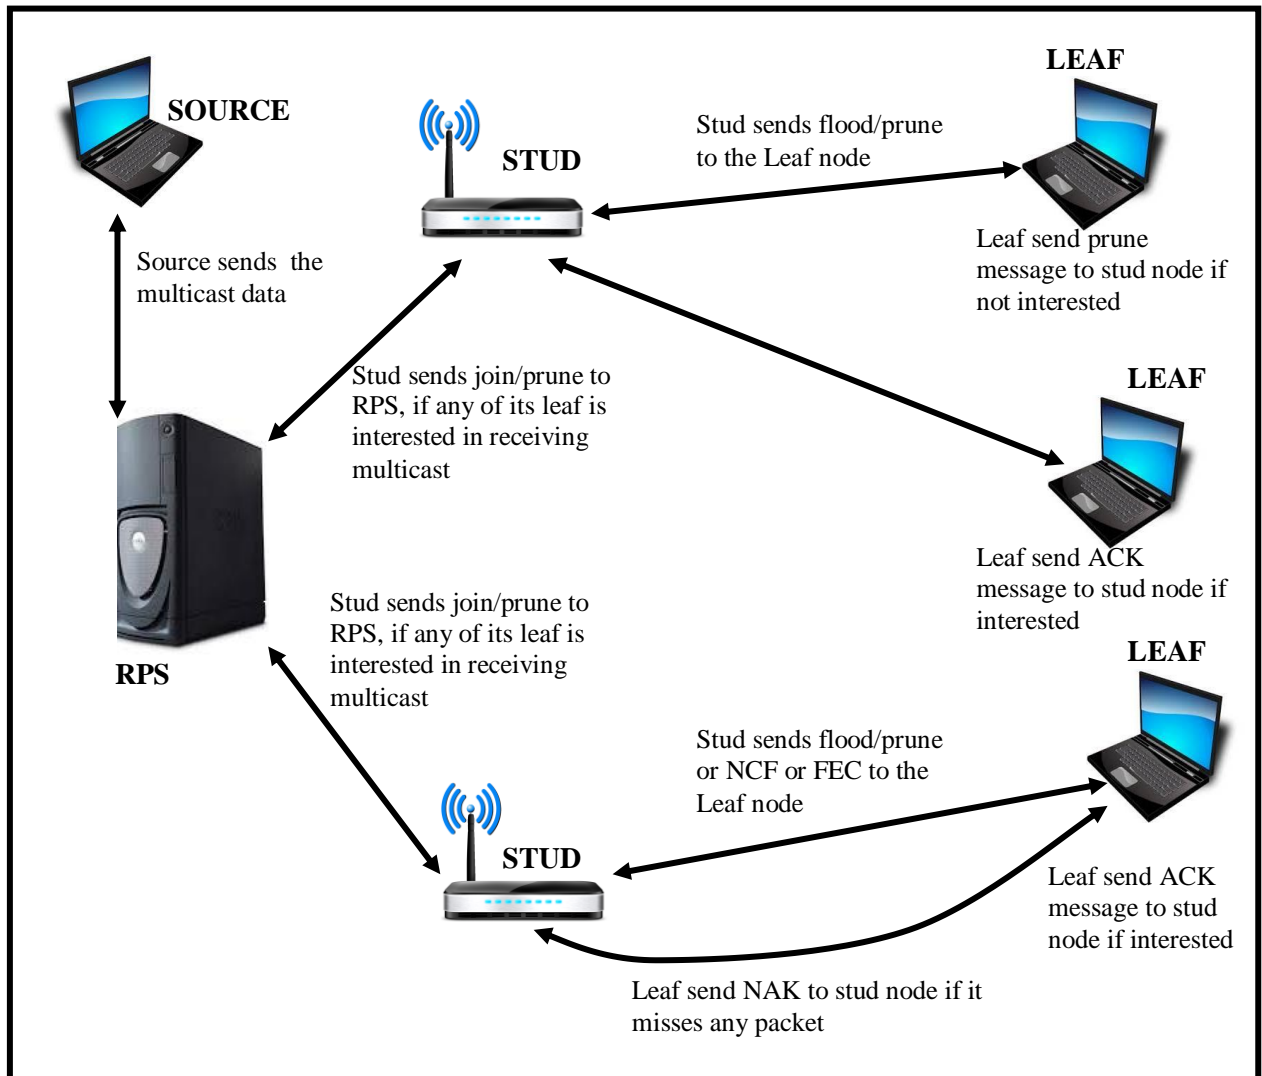 LEAF
SOURCE
Stud sends flood/prune
to the Leaf node
STUD
Leaf send prune
message to stud node if
not interested
Source sends the
multicast data
Stud sends join/prune to
RPS, if any of its leaf is
interested in receiving
multicast
LEAF
Leaf send ACK
message to stud node if
interested
Stud sends join/prune to
RPS, if any of its leaf is
interested in receiving
multicast
RPS
LEAF
Stud sends flood/prune
or NCF or FEC to the
Leaf node
STUD
Leaf send ACK
message to stud
node if interested
Leaf send NAK to stud node if it
misses any packet